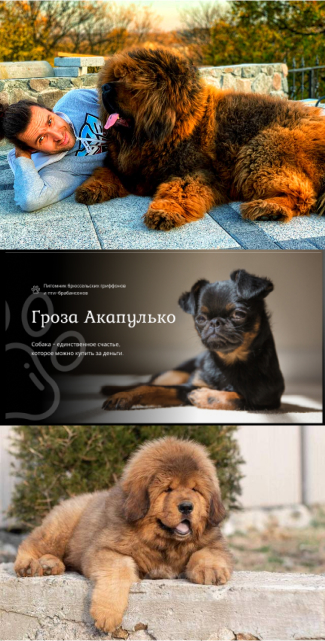 Питомник Брюссельских гриффонов
и пти-брабансонов
Гроза Акапулько
Собака – единственное счастье,
которое можно купить за деньги.